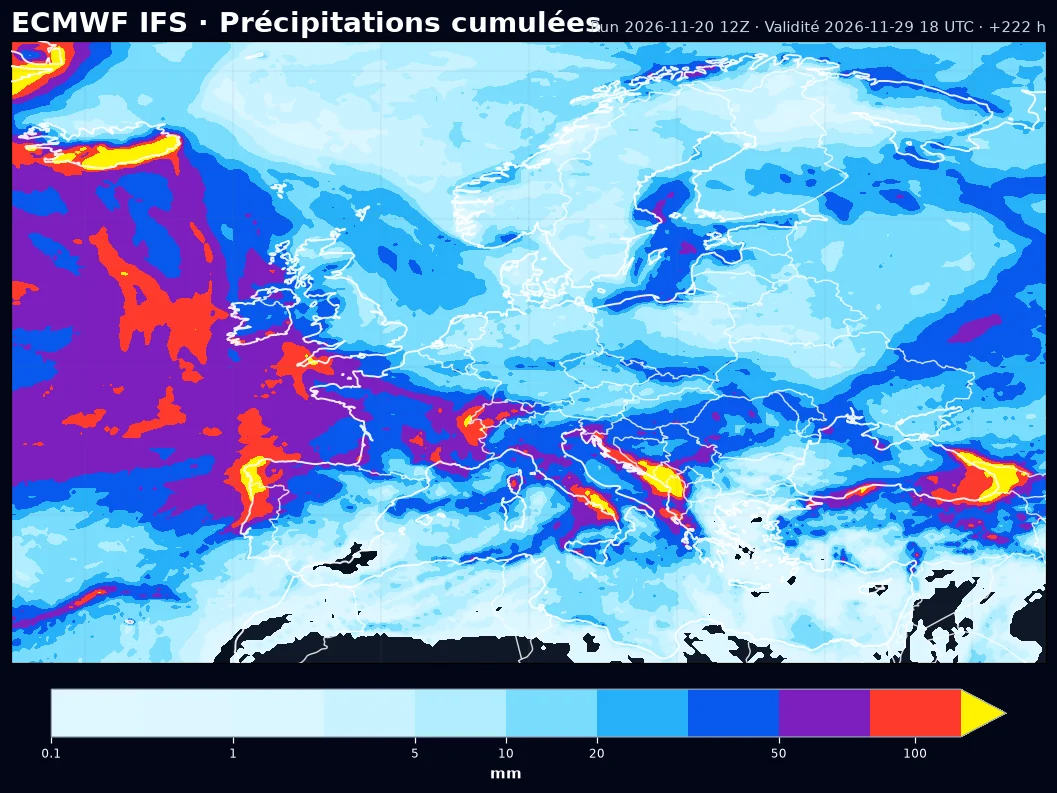 ECMWF IFS · Précipitations cumulées
Run 2026-11-20 12Z · Validité 2026-11-29 18 UTC · +222 h
0.1 1 5 10 20 50 100
mm